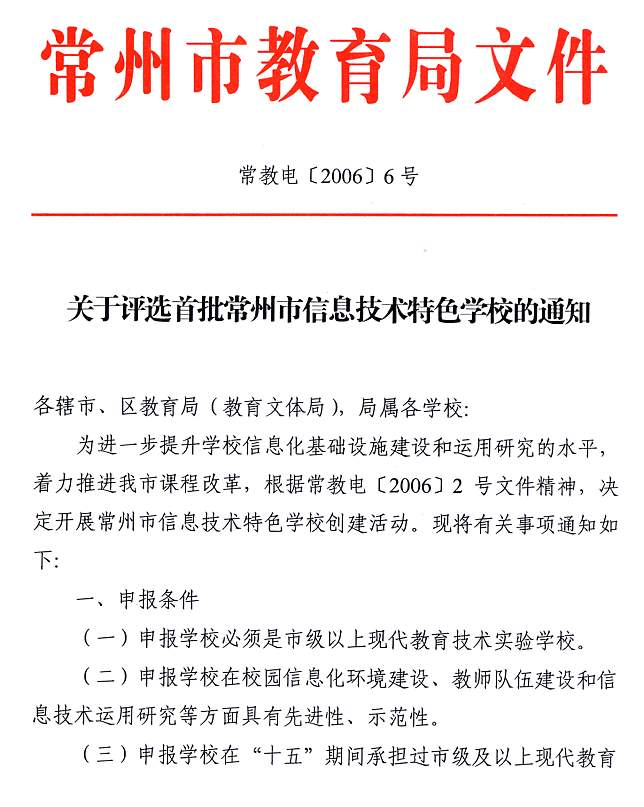 常州市教育局文件
常教电〔2006〕6号
关于评选首批常州市信息技术特色学校的通知
各辖市、区教育局（教育文体局），局属各学校：
为进一步提升学校信息化基础设施建设和运用研究的水平，
着力推进我市课程改革，根据常教电〔2006〕2 号文件精神，决
定开展常州市信息技术特色学校创建活动。现将有关事项通知如
下：
一、申报条件
（一）申报学校必须是市级以上现代教育技术实验学校。
（二）申报学校在校园信息化环境建设、教师队伍建设和信
息技术运用研究等方面具有先进性、示范性。
（三）申报学校在“十五”期间承担过市级及以上现代教育